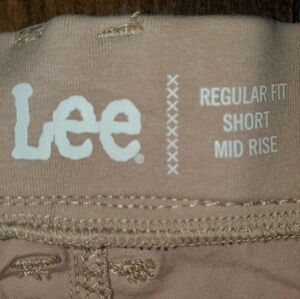 Lee®
REGULAR FIT
SHORT
MID RISE